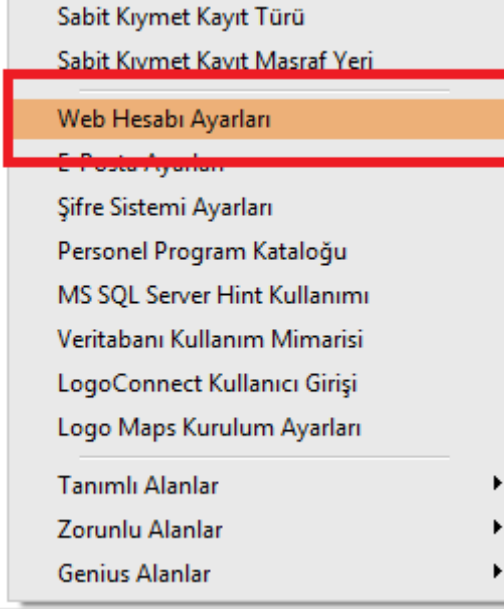 Sabit Kıymet Kayıt Türü
Sabit Kıymet Kayıt Masraf Yeri
Web Hesabı Ayarları
E-Posta Ayarları
Şifre Sistemi Ayarları
Personel Program Kataloğu
MS SQL Server Hint Kullanımı
Veritabanı Kullanım Mimarisi
LogoConnect Kullanıcı Girişi
Logo Maps Kurulum Ayarları
Tanımlı Alanlar
Zorunlu Alanlar
Genius Alanlar